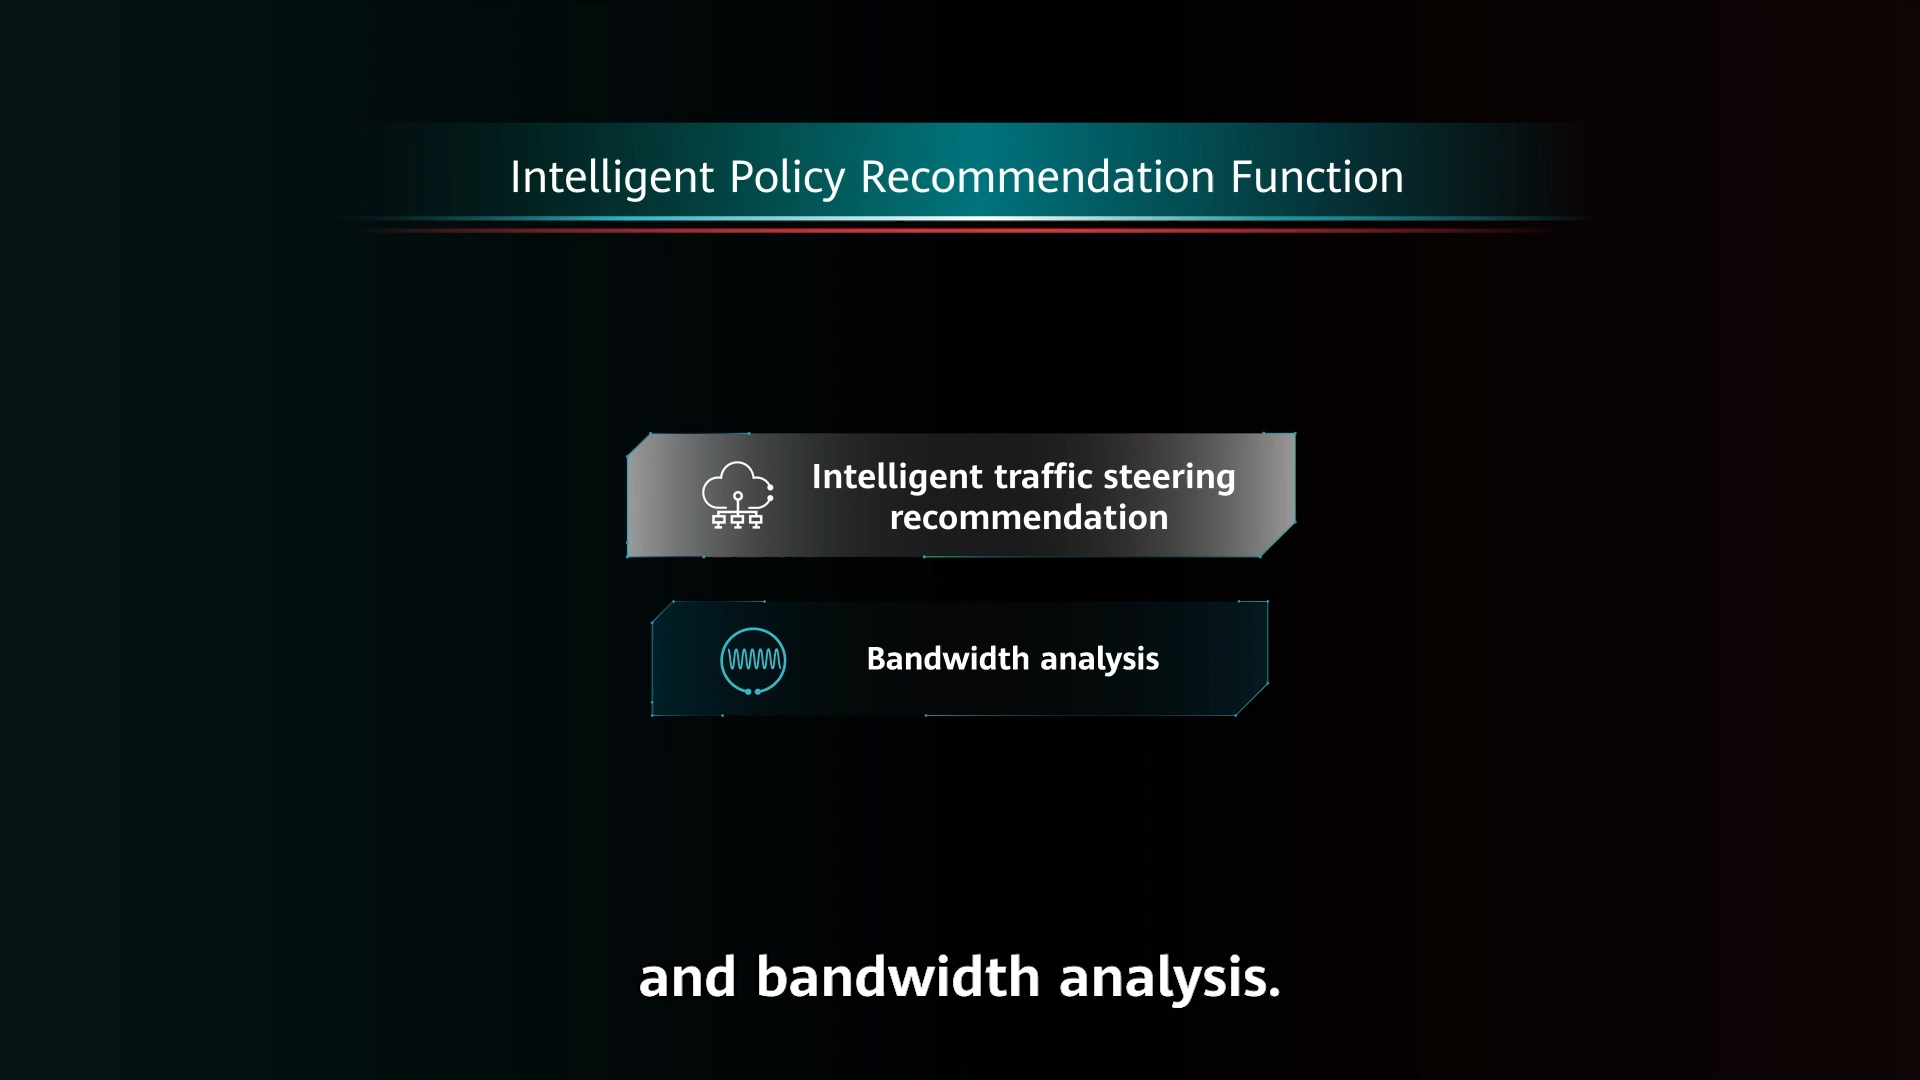 Intelligent Policy Recommendation Function
Intelligent traffic steering
recommendation
Bandwidth analysis
and bandwidth analysis.